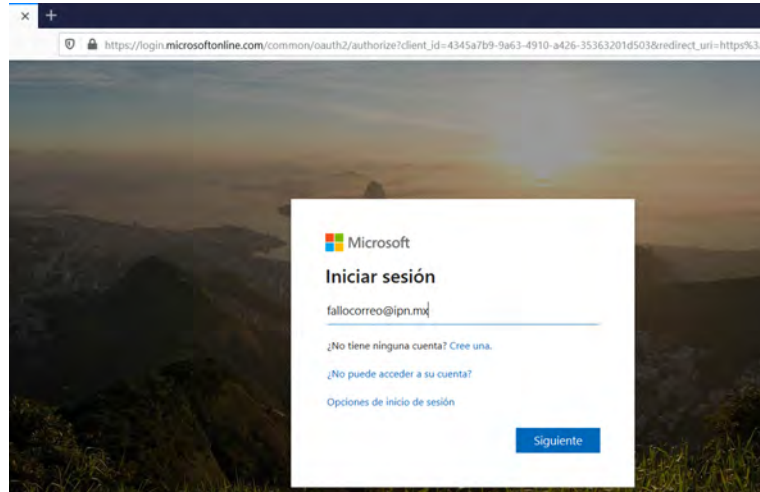 https://login.microsoftonline.com/common/oauth2/authorize?client_id=4345a7b9-9a63-4910-a426-35363201d503&redirect_uri=https%3
Microsoft
Iniciar sesión
fallocorreo@ipn.mx
¿No tiene ninguna cuenta? Cree una.
¿No puede acceder a su cuenta?
Opciones de inicio de sesión
Siguiente